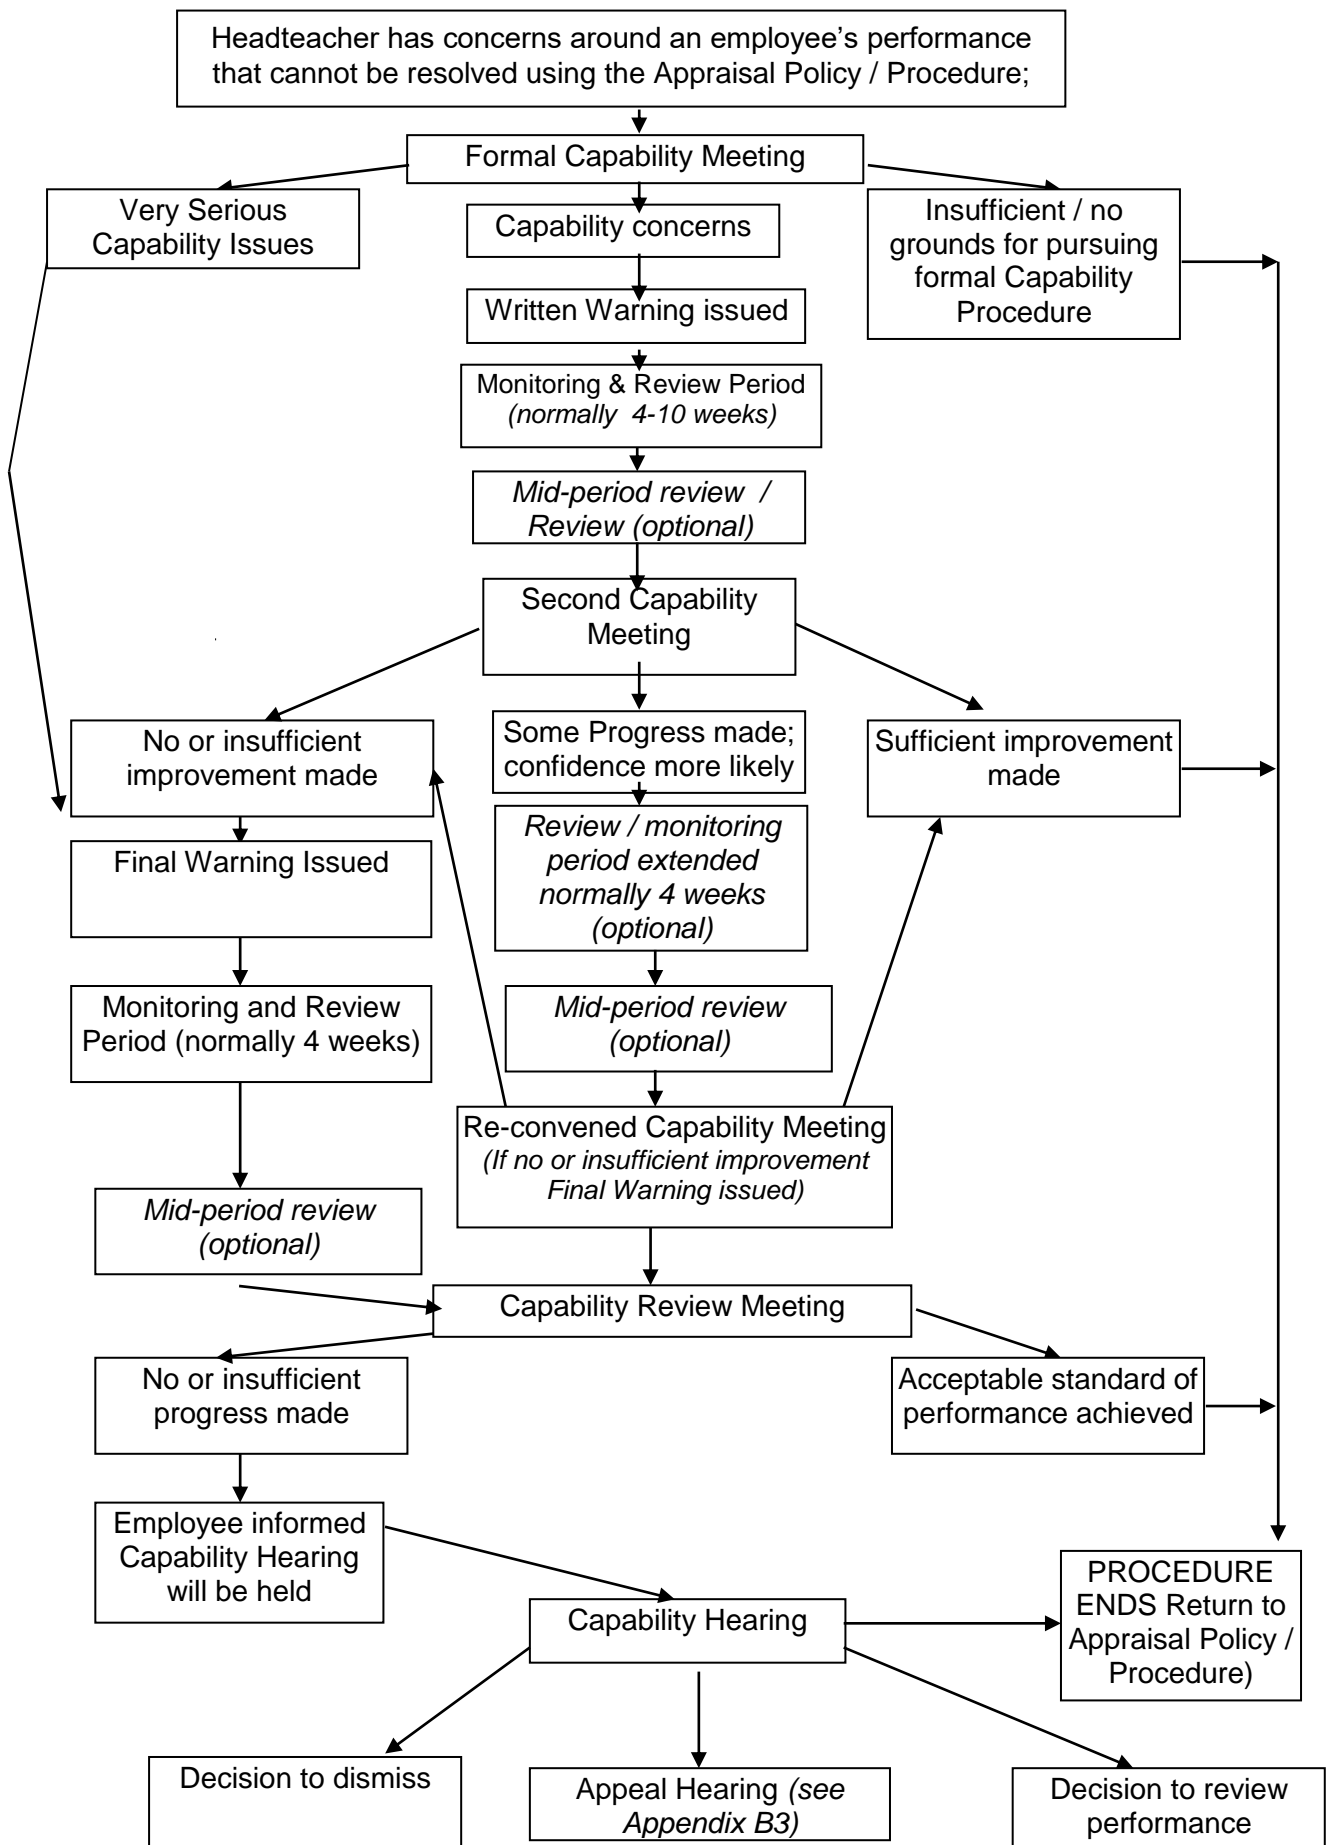 Headteacher has concerns around an employee's performance
that cannot be resolved using the Appraisal Policy / Procedure;
Formal Capability Meeting
Very Serious
Capability Issues
Capability concerns
Insufficient / no
grounds for pursuing
formal Capability
Procedure
Written Warning issued
Monitoring & Review Period
(normally 4-10 weeks)
Mid-period review /
Review (optional)
Second Capability
Meeting
No or insufficient
improvement made
Some Progress made;
confidence more likely
Sufficient improvement
made
Final Warning Issued
Review / monitoring
period extended
normally 4 weeks
(optional)
Monitoring and Review
Period (normally 4 weeks)
Mid-period review
(optional)
Re-convened Capability Meeting
(If no or insufficient improvement
Final Warning issued)
Mid-period review
(optional)
Capability Review Meeting
No or insufficient
progress made
Acceptable standard of
performance achieved
Employee informed
Capability Hearing
will be held
PROCEDURE
ENDS Return to
Appraisal Policy /
Procedure)
Capability Hearing
Decision to dismiss
Appeal Hearing (see
Appendix B3)
Decision to review
performance